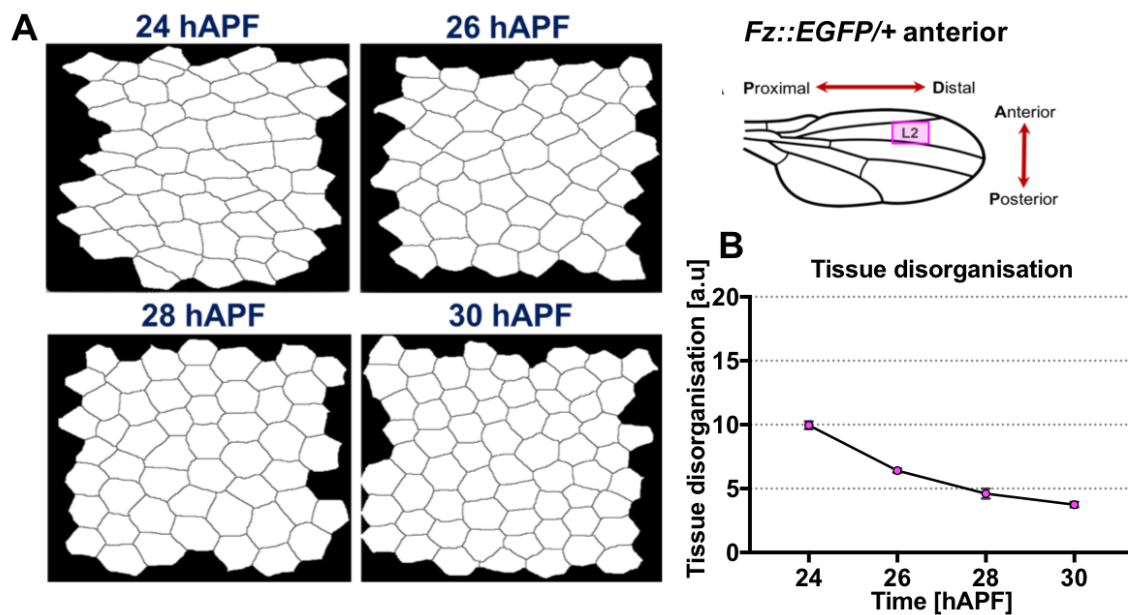 A
24 hAPF
26 hAPF
28 hAPF
30 hAPF
Fz::EGFP/+ anterior
Proximal
Distal
Anterior
L2
Posterior
B
Tissue disorganisation
Tissue disorganisation [a.u]
20
15
10
5
0
24
26
28
30
Time [hAPF]